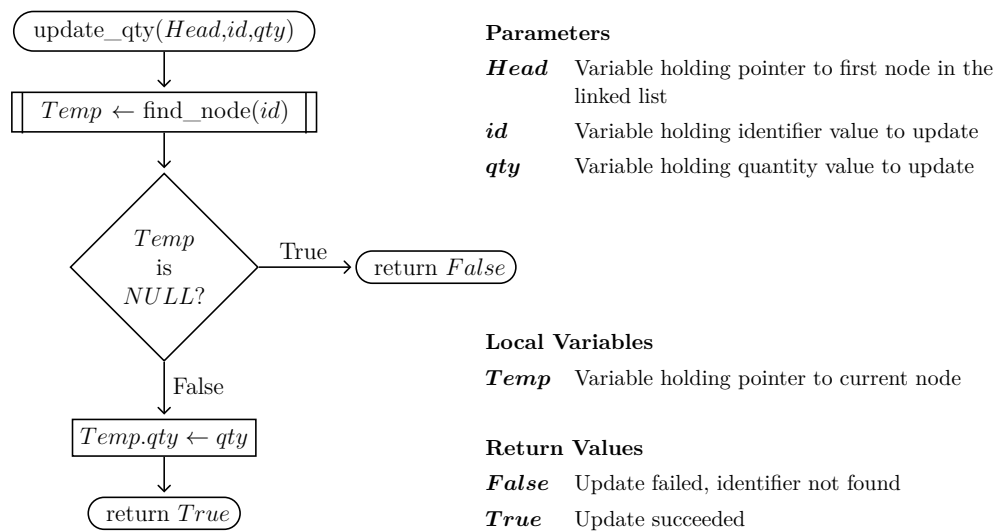 update_qty(Head,id,qty)
Temp ← find_node(id)
Temp
is
NULL?
True
return False
False
Temp.qty ← qty
return True
Parameters
Head Variable holding pointer to first node in the
linked list
id Variable holding identifier value to update
qty Variable holding quantity value to update
Local Variables
Temp Variable holding pointer to current node
Return Values
False Update failed, identifier not found
True Update succeeded